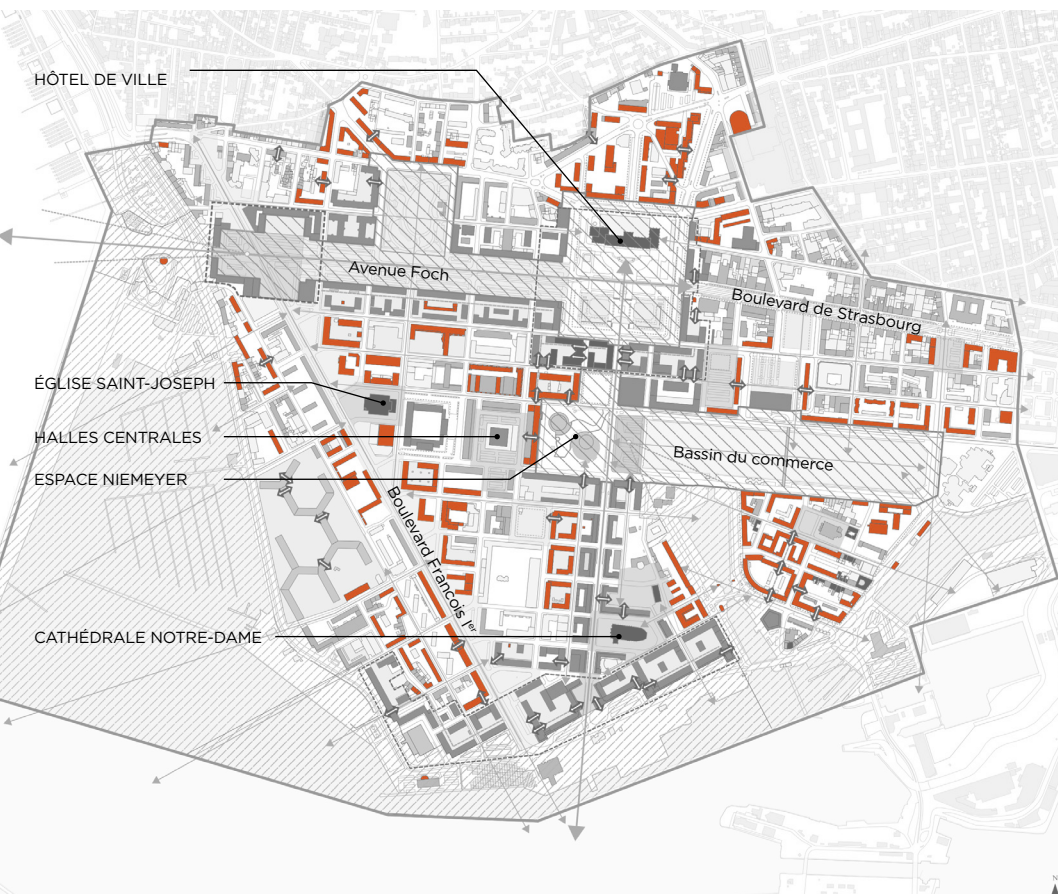 HÔTEL DE VILLE
Avenue Foch
Boulevard de Strasbourg
ÉGLISE SAINT-JOSEPH
HALLES CENTRALES
Bassin du commerce
ESPACE NIEMEYER
Boulevard François Iᵉʳ
CATHÉDRALE NOTRE-DAME
N